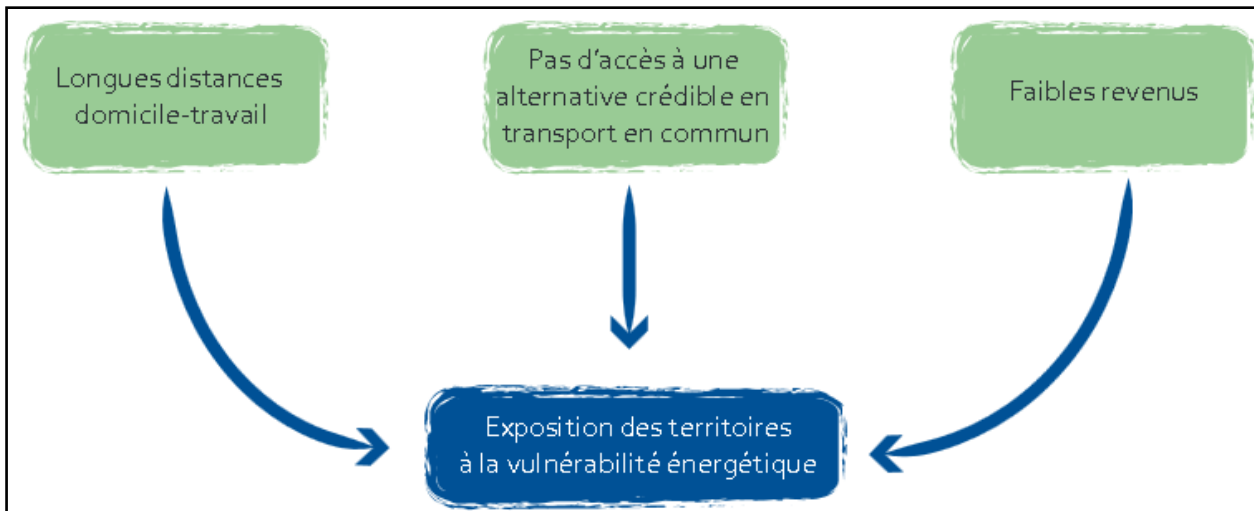 Longues distances
domicile-travail
Pas d'accès à une
alternative crédible en
transport en commun
Faibles revenus
Exposition des territoires
à la vulnérabilité énergétique